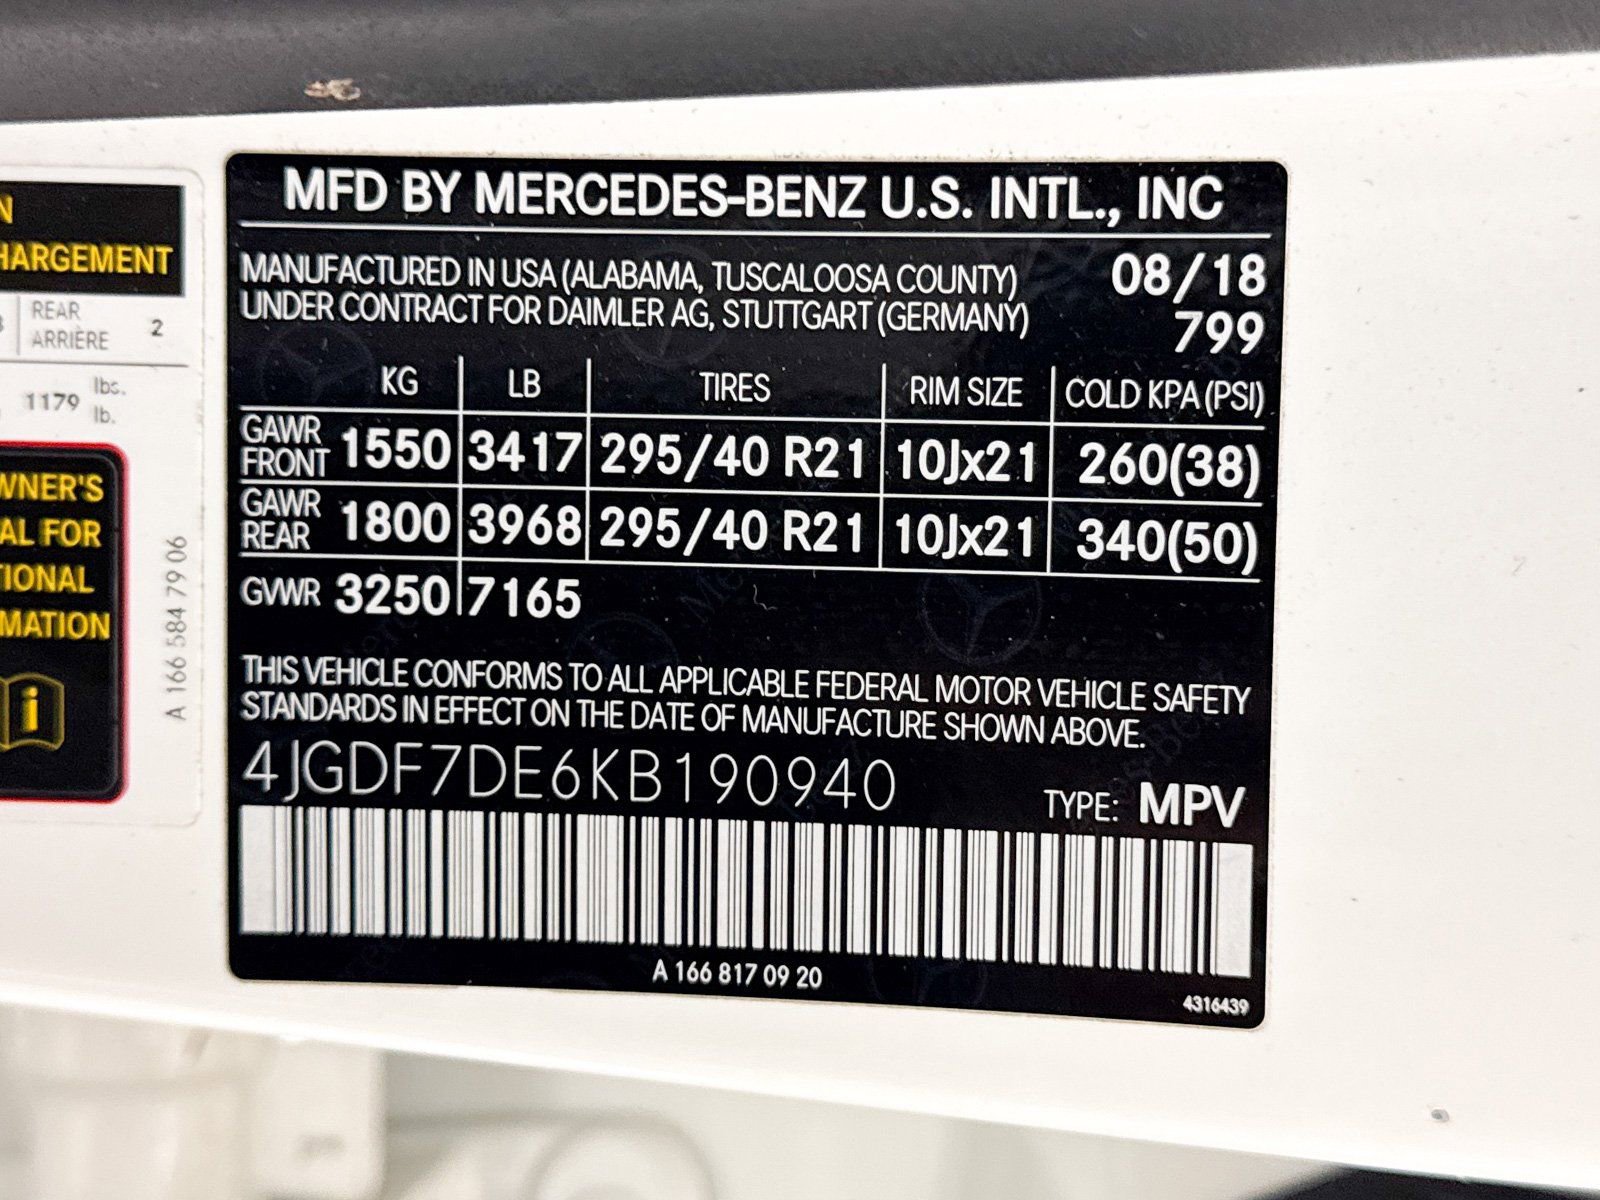 N
HARGEMENT
REAR
ARRIÈRE 2
1179 lbs.
lb.
WNER'S
AL FOR
TIONAL
MATION
i
A 166 584 79 06
MFD BY MERCEDES-BENZ U.S. INTL., INC
MANUFACTURED IN USA (ALABAMA, TUSCALOOSA COUNTY) 08/18
UNDER CONTRACT FOR DAIMLER AG, STUTTGART (GERMANY) 799
KG LB TIRES RIM SIZE COLD KPA (PSI)
GAWR FRONT 1550 3417 295/40 R21 10Jx21 260(38)
GAWR REAR 1800 3968 295/40 R21 10Jx21 340(50)
GVWR 3250 7165
THIS VEHICLE CONFORMS TO ALL APPLICABLE FEDERAL MOTOR VEHICLE SAFETY
STANDARDS IN EFFECT ON THE DATE OF MANUFACTURE SHOWN ABOVE.
4JGDF7DE6KB190940
TYPE: MPV
A 166 817 09 20
4316439